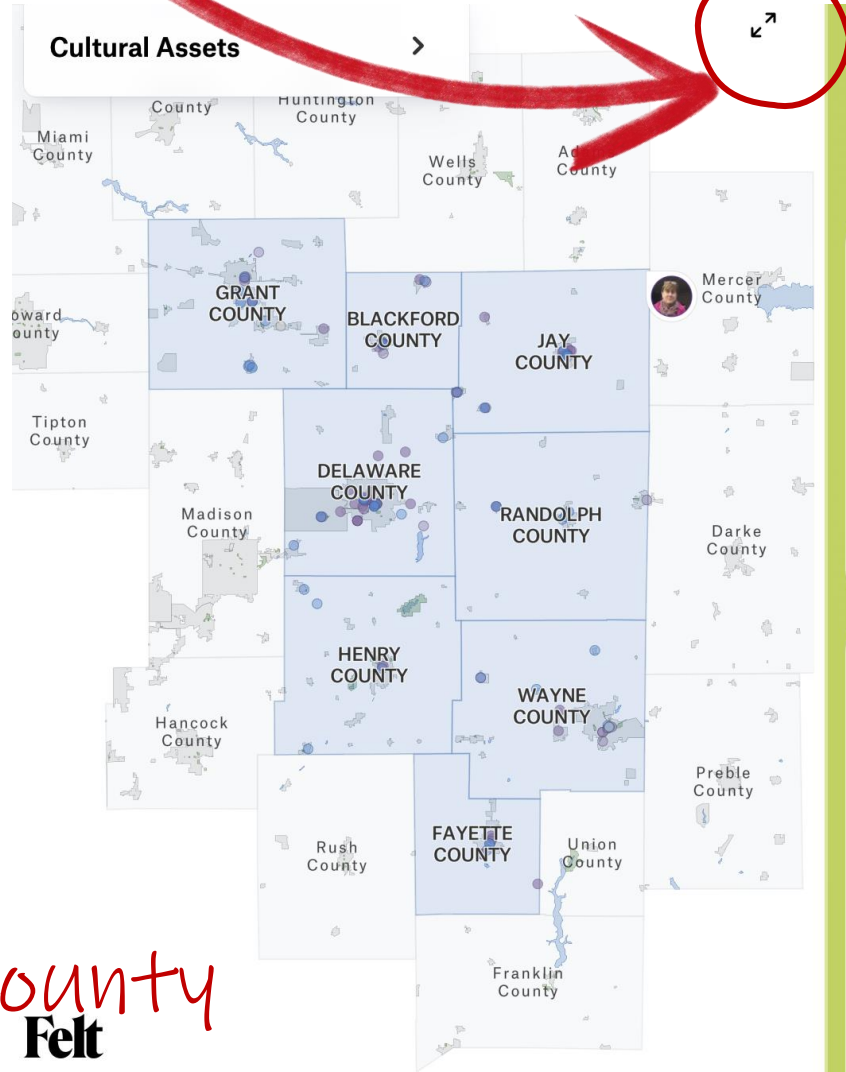 Cultural Assets
County
Huntington
County
Miami
County
Wells
County
County
Mercer
County
GRANT
COUNTY
BLACKFORD
COUNTY
JAY
COUNTY
oward
ounty
Tipton
County
DELAWARE
COUNTY
Madison
County
RANDOLPH
COUNTY
Darke
County
HENRY
COUNTY
WAYNE
COUNTY
Hancock
County
Preble
County
FAYETTE
COUNTY
Rush
County
Union
County
Franklin
County
ounty
Felt